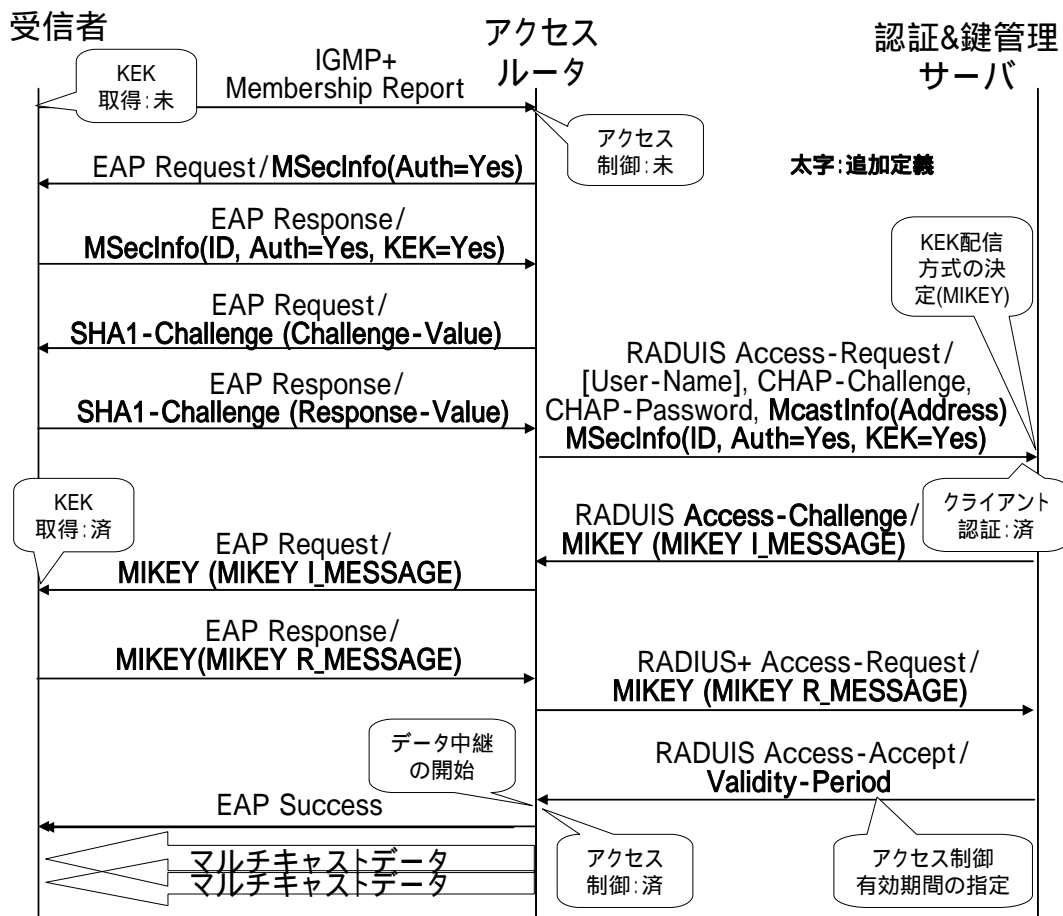 受信者
アクセス
ルータ
認証&鍵管理
サーバ
KEK
取得:未
IGMP+
Membership Report
アクセス
制御:未
太字:追加定義
EAP Request/MSecInfo(Auth=Yes)
EAP Response/
MSecInfo(ID, Auth=Yes, KEK=Yes)
KEK配信
方式の決
定(MIKEY)
EAP Request/
SHA1-Challenge (Challenge-Value)
EAP Response/
SHA1-Challenge (Response-Value)
RADUIS Access-Request/
[User-Name], CHAP-Challenge,
CHAP-Password, McastInfo(Address)
MSecInfo(ID, Auth=Yes, KEK=Yes)
クライアント
認証:済
KEK
取得:済
RADUIS Access-Challenge/
MIKEY (MIKEY I_MESSAGE)
EAP Request/
MIKEY (MIKEY I_MESSAGE)
EAP Response/
MIKEY(MIKEY R_MESSAGE)
RADIUS+ Access-Request/
MIKEY (MIKEY R_MESSAGE)
データ中継
の開始
RADUIS Access-Accept/
Validity-Period
EAP Success
マルチキャストデータ
マルチキャストデータ
アクセス
制御:済
アクセス制御
有効期間の指定